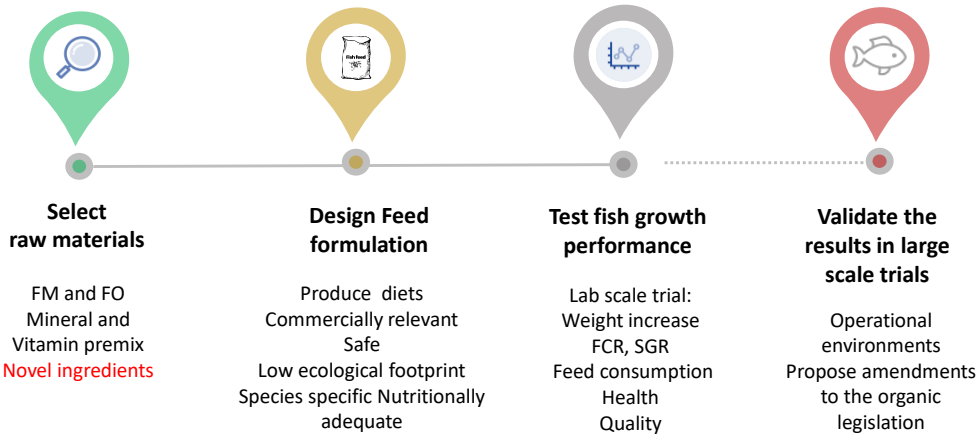 Fish feed
Select
raw materials
FM and FO
Mineral and
Vitamin premix
Novel ingredients
Design Feed
formulation
Produce diets
Commercially relevant
Safe
Low ecological footprint
Species specific Nutritionally
adequate
Test fish growth
performance
Lab scale trial:
Weight increase
FCR, SGR
Feed consumption
Health
Quality
Validate the
results in large
scale trials
Operational
environments
Propose amendments
to the organic
legislation